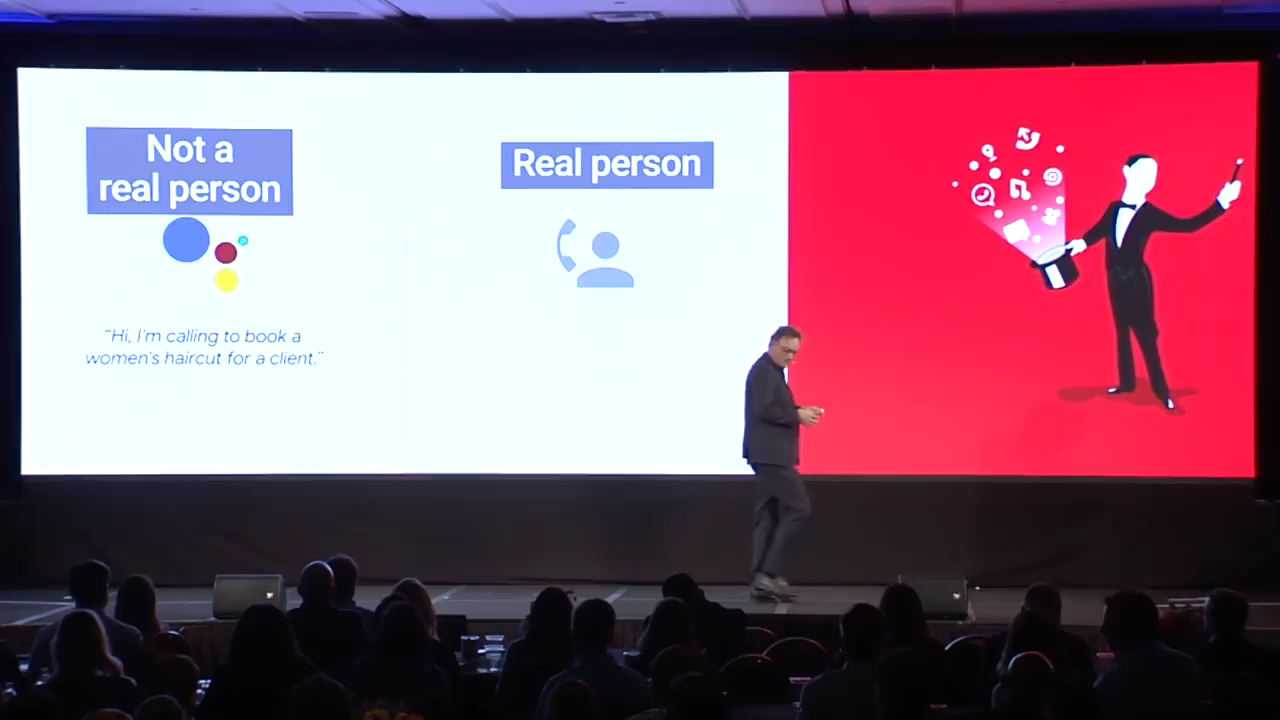 Not a
real person
Real person
"Hi, I'm calling to book a
women's haircut for a client."